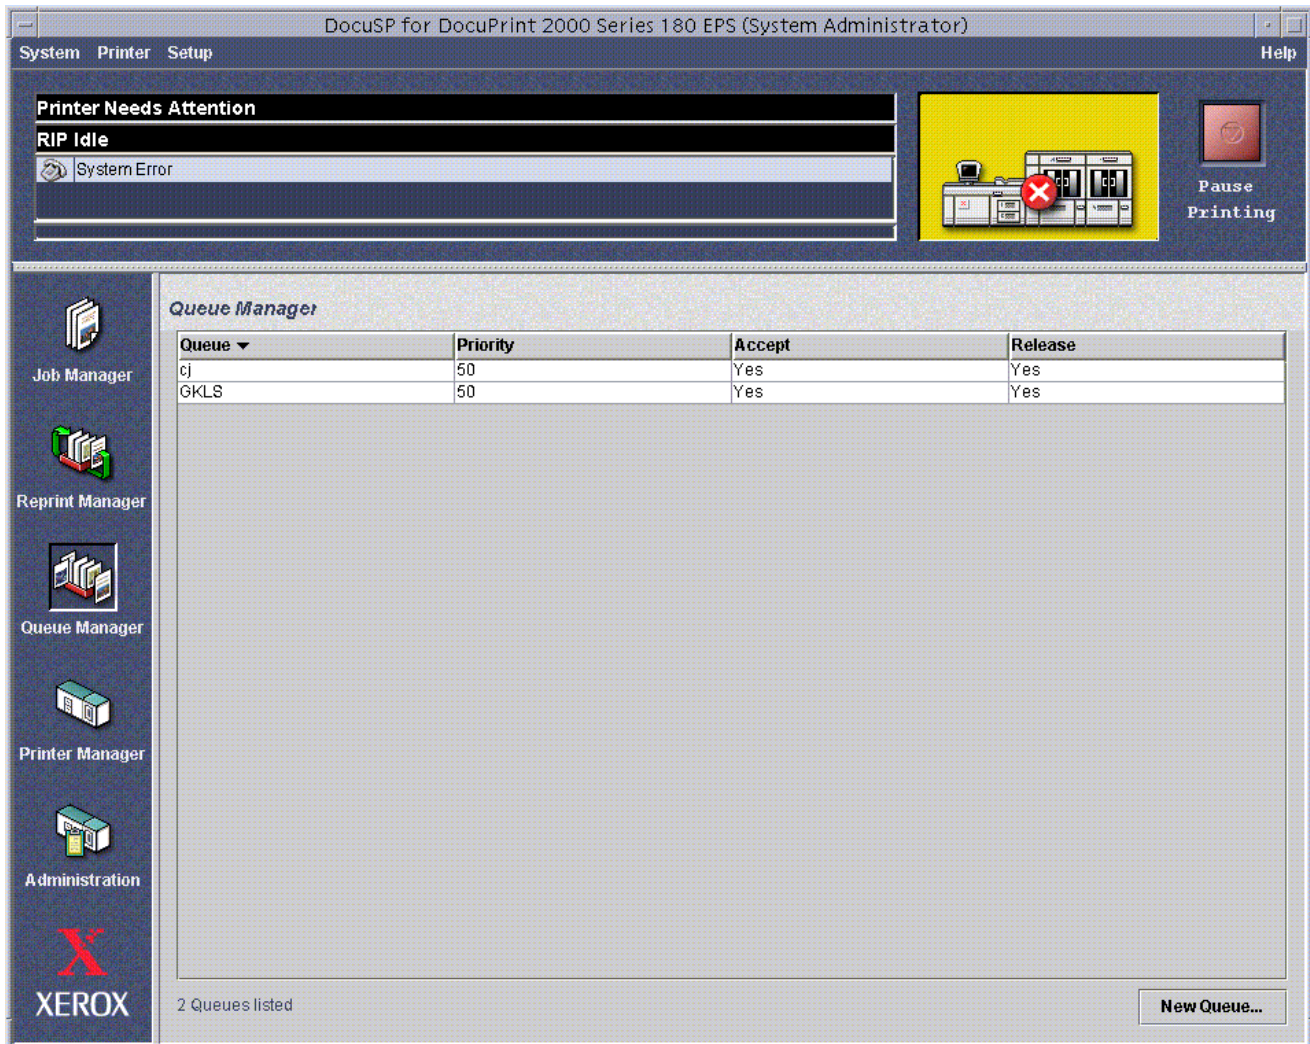 DocuSP for DocuPrint 2000 Series 180 EPS (System Administrator)
System Printer Setup Help
Printer Needs Attention
RIP Idle
System Error
Pause
Printing
Queue Manager
Queue Priority Accept Release
cj 50 Yes Yes
GKLS 50 Yes Yes
Job Manager
Reprint Manager
Queue Manager
Printer Manager
Administration
XEROX
2 Queues listed
New Queue...